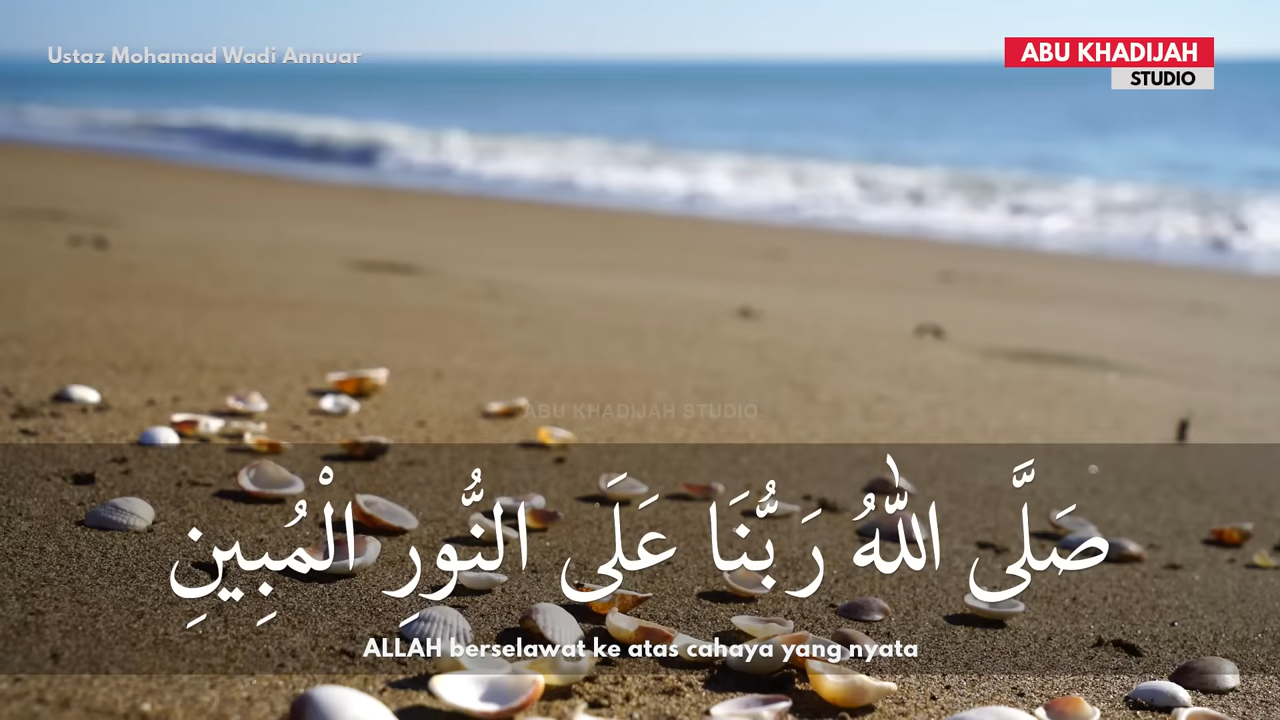 Ustaz Mohamad Wadi Annuar
ABU KHADIJAH
STUDIO
ABU KHADIJAH STUDIO
صَلَّى اللّٰهُ رَبُّنَا عَلَى النُّورِ الْمُبِينِ
ALLAH berselawat ke atas cahaya yang nyata